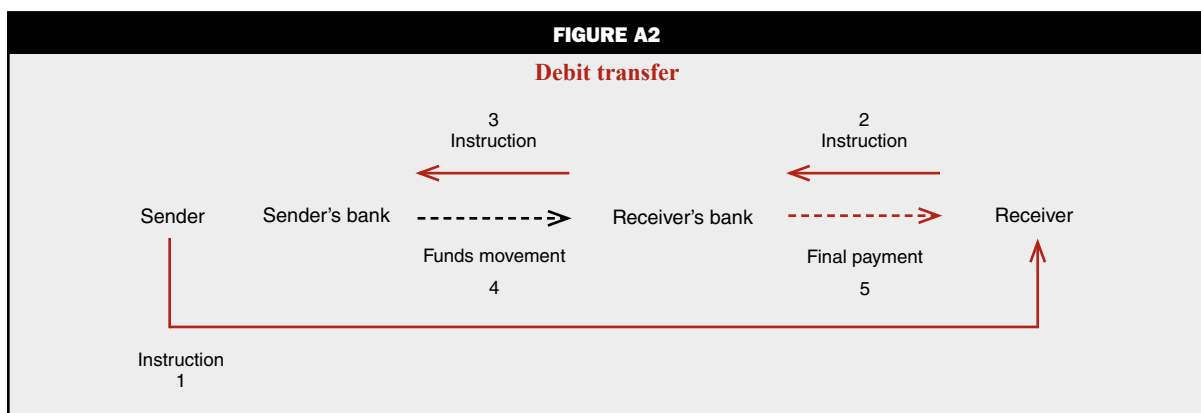 FIGURE A2
Debit transfer
3
Instruction
2
Instruction
Sender
Sender’s bank
Receiver’s bank
Receiver
Funds movement
4
Final payment
5
Instruction
1